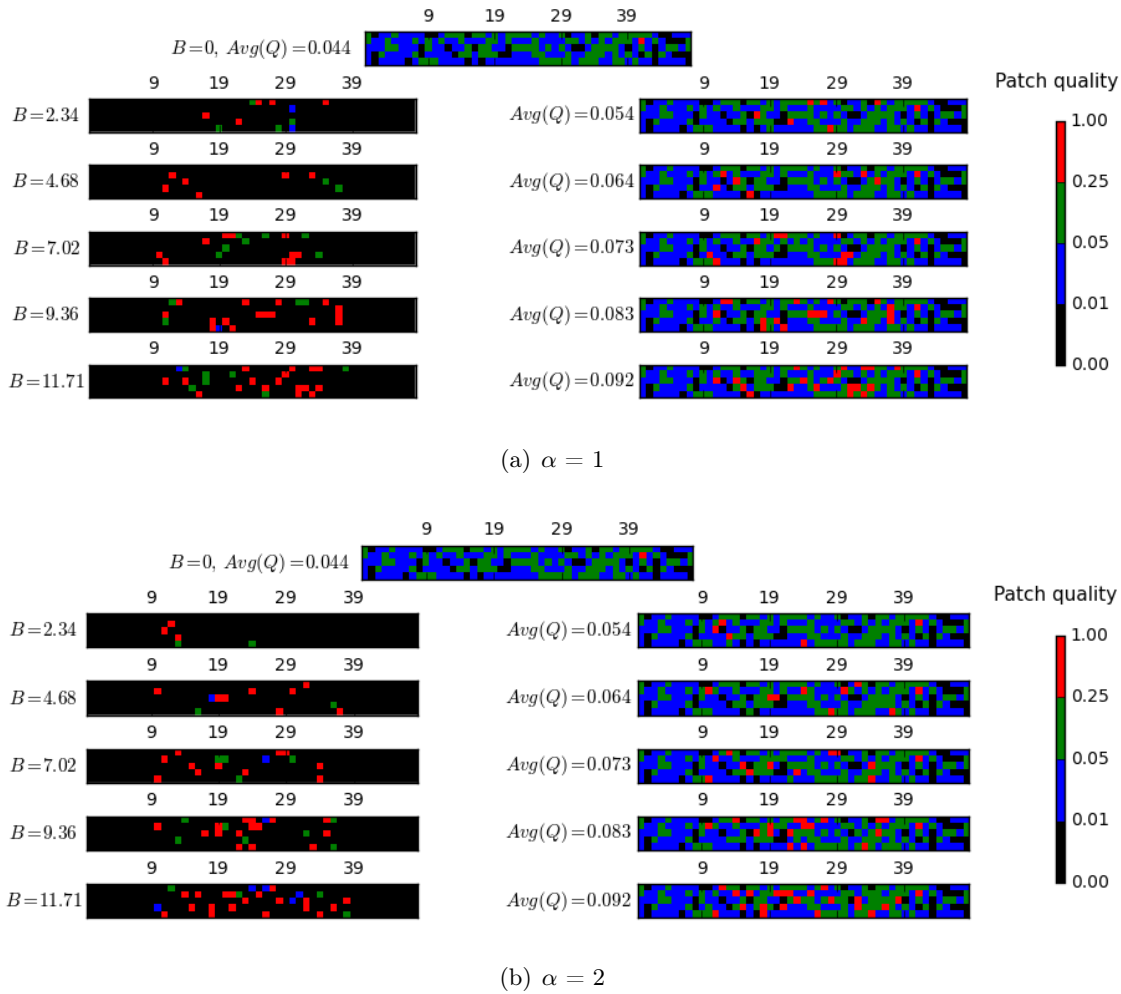 9 19 29 39
B=0, Avg(Q)=0.044
9 19 29 39 9 19 29 39 Patch quality
B=2.34 Avg(Q)=0.054 1.00
9 19 29 39 9 19 29 39
B=4.68 Avg(Q)=0.064 0.25
9 19 29 39 9 19 29 39
B=7.02 Avg(Q)=0.073 0.05
9 19 29 39 9 19 29 39
B=9.36 Avg(Q)=0.083 0.01
9 19 29 39 9 19 29 39
B=11.71 Avg(Q)=0.092 0.00
(a) α = 1
9 19 29 39
B=0, Avg(Q)=0.044
9 19 29 39 9 19 29 39 Patch quality
B=2.34 Avg(Q)=0.054 1.00
9 19 29 39 9 19 29 39
B=4.68 Avg(Q)=0.064 0.25
9 19 29 39 9 19 29 39
B=7.02 Avg(Q)=0.073 0.05
9 19 29 39 9 19 29 39
B=9.36 Avg(Q)=0.083 0.01
9 19 29 39 9 19 29 39
B=11.71 Avg(Q)=0.092 0.00
(b) α = 2